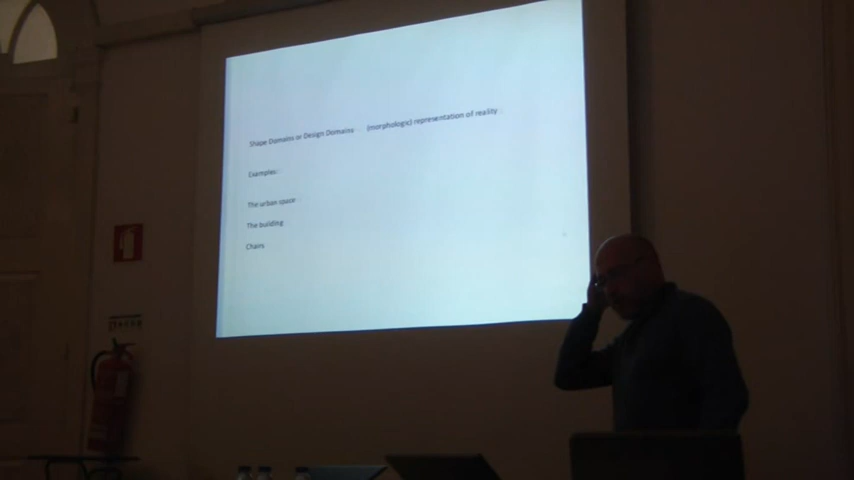 Shape Domains or Design Domains (morphologic) representation of reality
Examples
The urban space
The building
Chairs